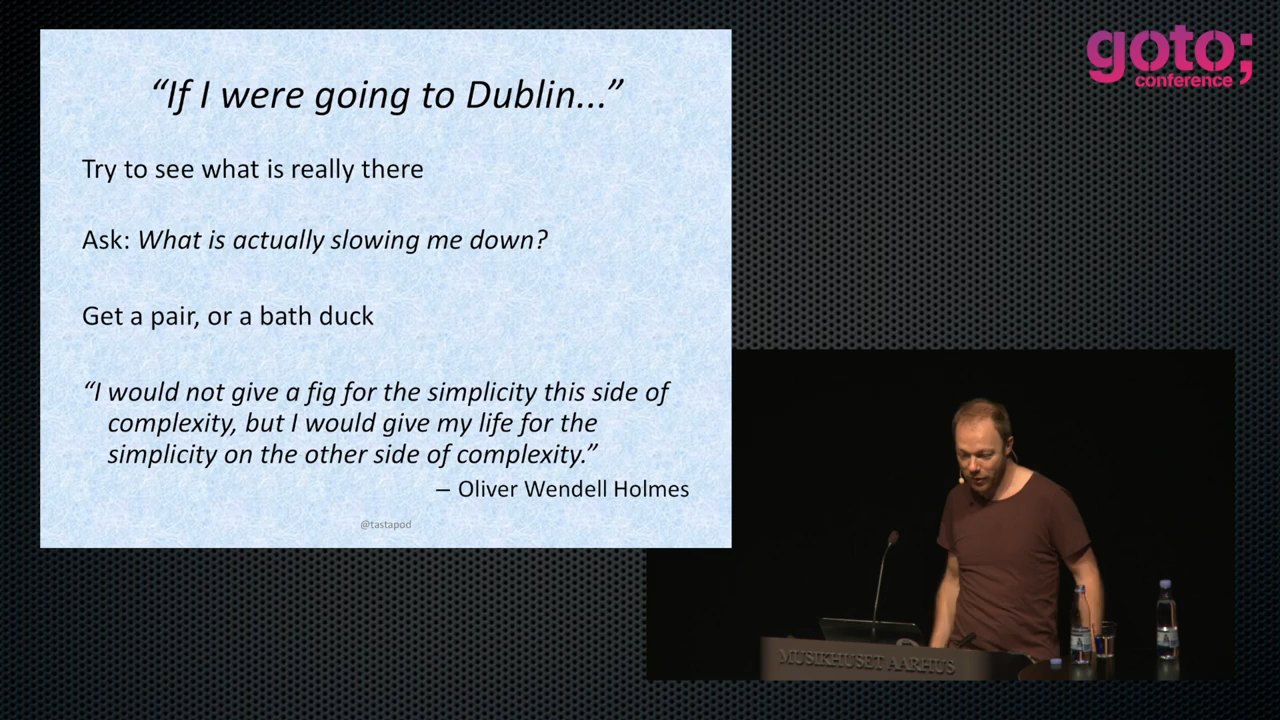 goto;
conference
“If I were going to Dublin...”
Try to see what is really there
Ask: What is actually slowing me down?
Get a pair, or a bath duck
“I would not give a fig for the simplicity this side of
complexity, but I would give my life for the
simplicity on the other side of complexity.”
– Oliver Wendell Holmes
@tastapod
MUSIKHUSET AARHUS